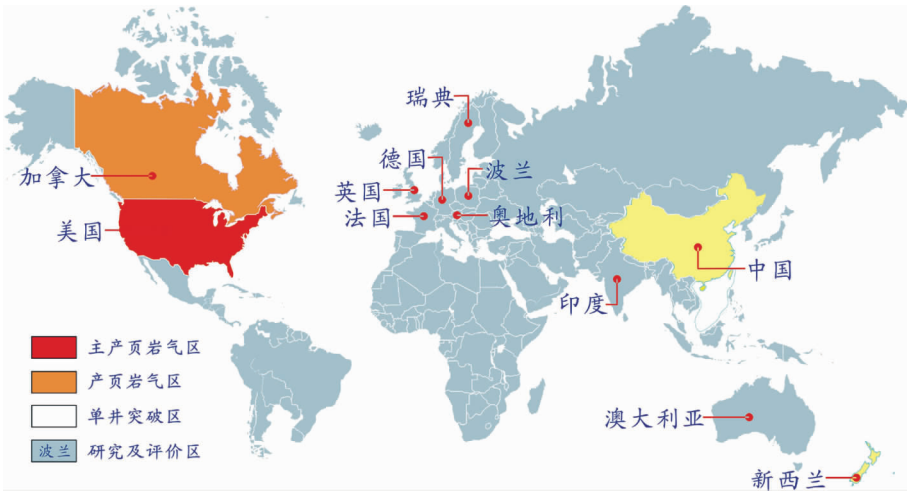 瑞典
德国
波兰
加拿大
英国
法国
奥地利
美国
中国
印度
主产页岩气区
产页岩气区
单井突破区
波兰
研究及评价区
澳大利亚
新西兰